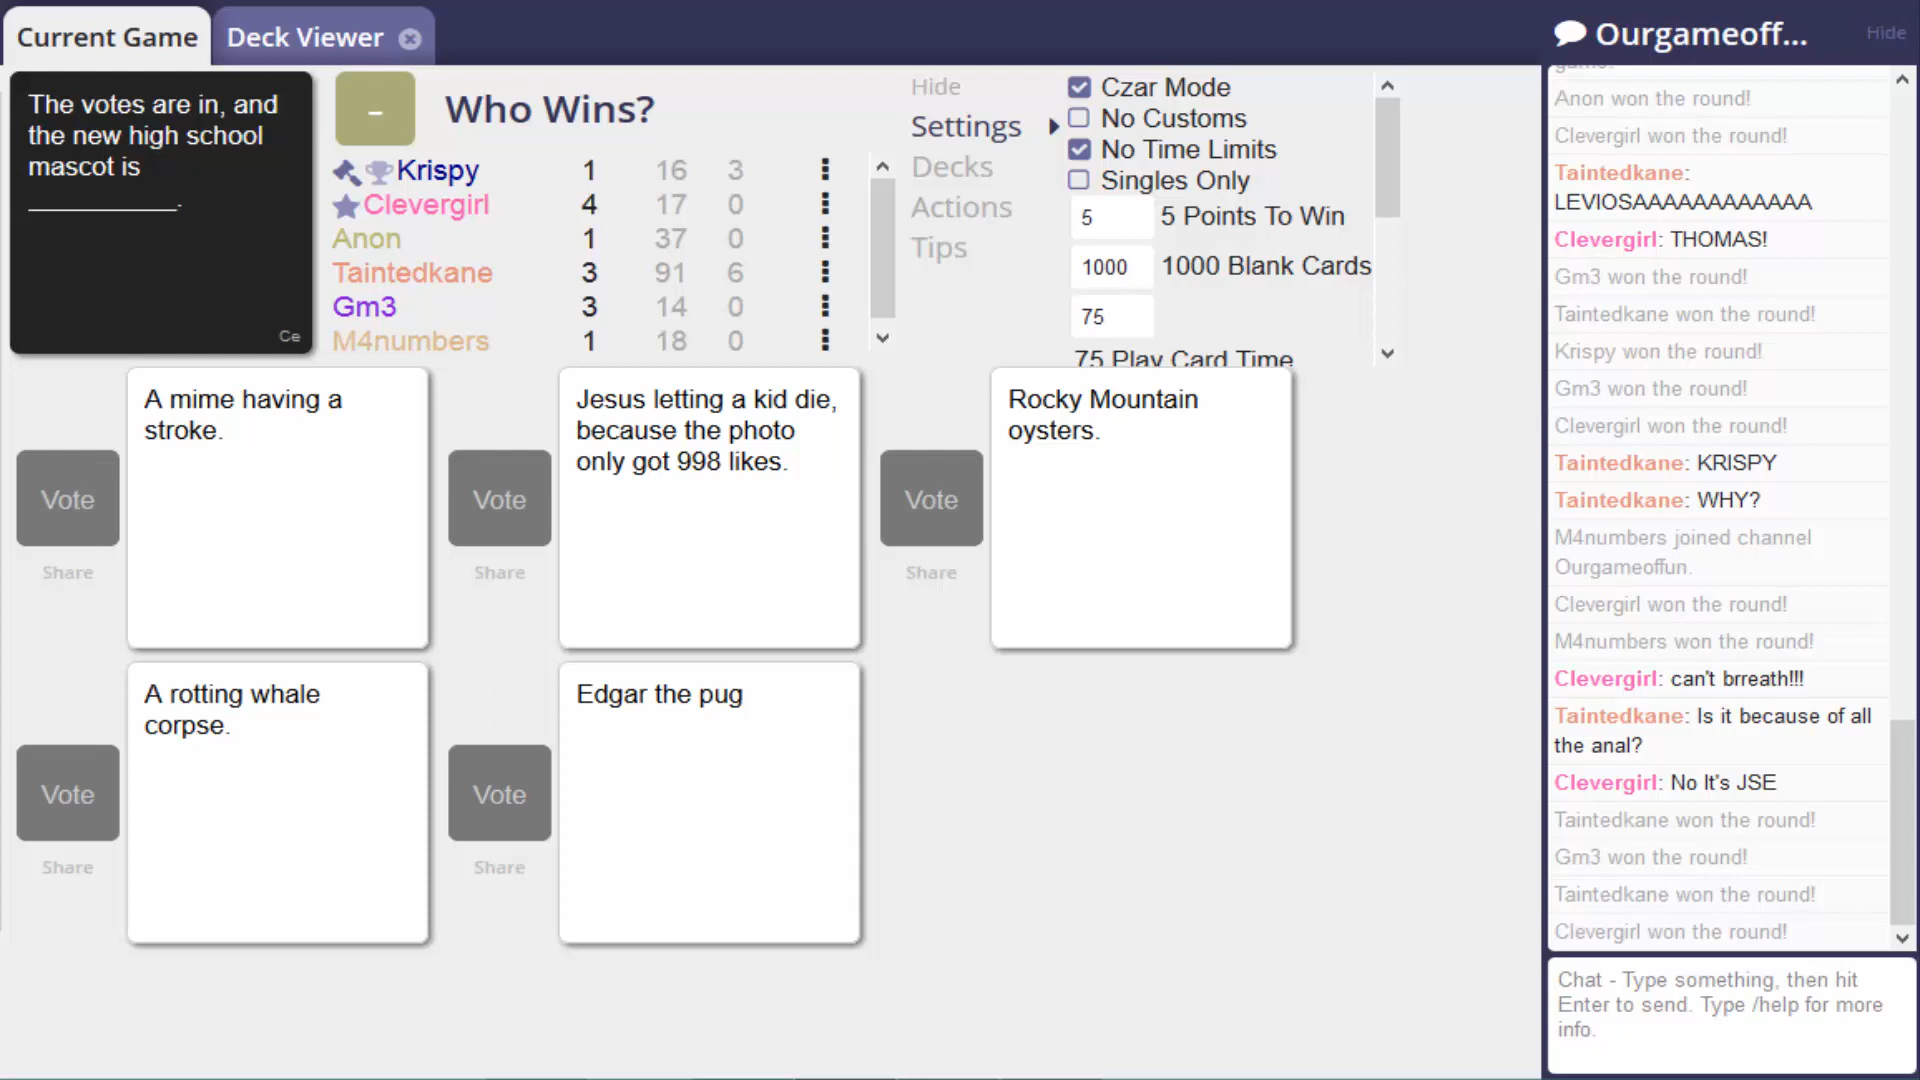 Current Game
Deck Viewer
The votes are in, and
the new high school
mascot is
___________.
Ce
–
Who Wins?
Krispy 1 16 3
Clevergirl 4 17 0
Anon 1 37 0
Taintedkane 3 91 6
Gm3 3 14 0
M4numbers 1 18 0
Hide
Settings
Decks
Actions
Tips
Czar Mode
No Customs
No Time Limits
Singles Only
5 5 Points To Win
1000 1000 Blank Cards
75
75 Play Card Time
A mime having a
stroke.
Vote
Share
Jesus letting a kid die,
because the photo
only got 998 likes.
Vote
Share
Rocky Mountain
oysters.
Vote
Share
A rotting whale
corpse.
Vote
Share
Edgar the pug
Vote
Share
Ourgameoff...
Hide
game.
Anon won the round!
Clevergirl won the round!
Taintedkane:
LEVIOSAAAAAAAAAAAA
Clevergirl: THOMAS!
Gm3 won the round!
Taintedkane won the round!
Krispy won the round!
Gm3 won the round!
Clevergirl won the round!
Taintedkane: KRISPY
Taintedkane: WHY?
M4numbers joined channel
Ourgameoffun.
Clevergirl won the round!
M4numbers won the round!
Clevergirl: can't brreath!!!
Taintedkane: Is it because of all
the anal?
Clevergirl: No It's JSE
Taintedkane won the round!
Gm3 won the round!
Taintedkane won the round!
Clevergirl won the round!
Chat - Type something, then hit
Enter to send. Type /help for more
info.